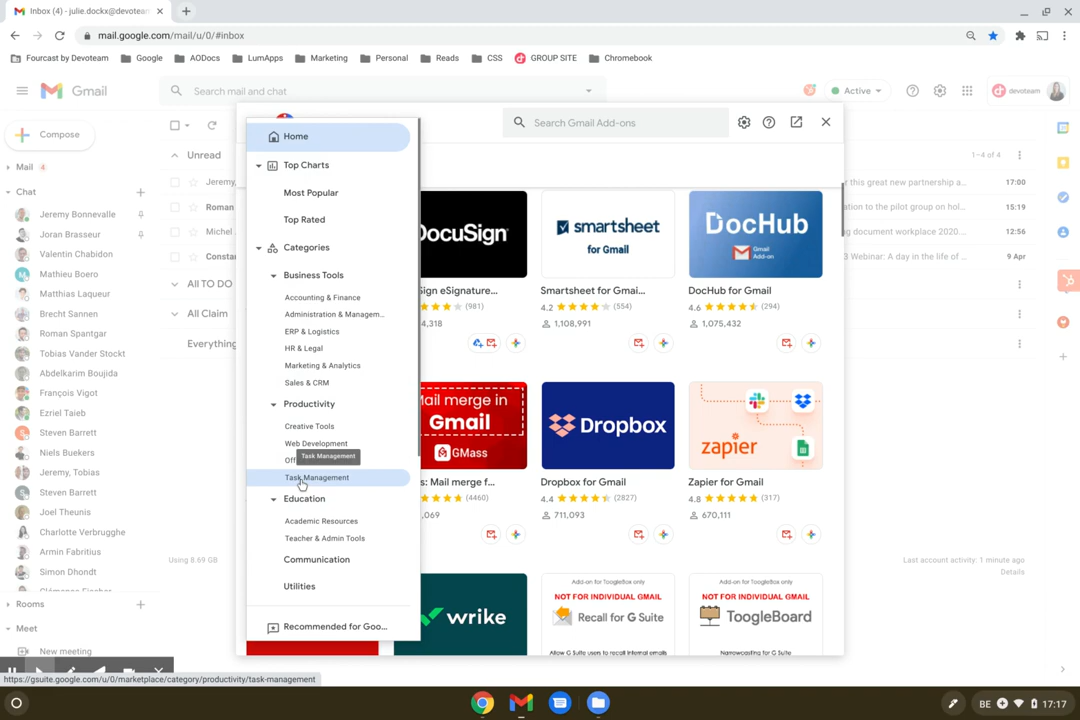 Inbox (4) - julie.dockx@devoteam
mail.google.com/mail/u/0/#inbox
Forcast by Devoteam
Google
AODocs
LumApps
Marketing
Personal
Reads
CSS
GROUP SITE
Chromebook
Gmail
Search mail and chat
Active
devoteam
Compose
Mail 4
Chat
Jeremy Bonnevalle
Joran Brasseur
Valentin Chabidon
Mathieu Boero
Matthias Laqueur
Brecht Sannen
Roman Spantgar
Tobias Vander Stockt
Abdelkarim Boujida
François Vigot
Ezriel Taieb
Steven Barrett
Niels Buekers
Jeremy, Tobias
Steven Barrett
Joel Theunis
Charlotte Verbrugghe
Armin Fabritius
Simon Dhondt
Rooms
Meet
New meeting
Unread
1–4 of 4
Jeremy,
r this great new partnership a...
17:00
Roman
ation to the pilot group on hol...
15:19
Michel
g document workplace 2020...
12:56
Constan
3 Webinar: A day in the life of ...
9 Apr
All TO DO
All Claim
Everything
Using 8.69 GB
Last account activity: 1 minute ago
Details
Search Gmail Add-ons
Home
Top Charts
Most Popular
Top Rated
Categories
Business Tools
Accounting & Finance
Administration & Managem...
ERP & Logistics
HR & Legal
Marketing & Analytics
Sales & CRM
Productivity
Creative Tools
Web Development
Task Management
Task Management
Education
Academic Resources
Teacher & Admin Tools
Communication
Utilities
Recommended for Goo...
DocuSign
Sign eSignature...
(981)
4,318
smartsheet
for Gmail
Smartsheet for Gmai...
4.2 (554)
1,108,991
DocHub
Gmail
Add-on
DocHub for Gmail
4.6 (294)
1,075,432
Mail merge in
Gmail
GMass
s: Mail merge f...
(4460)
,069
Dropbox
Dropbox for Gmail
4.4 (2827)
711,093
zapier
Zapier for Gmail
4.8 (317)
670,111
wrike
Add-on for ToogleBox only
NOT FOR INDIVIDUAL GMAIL
Recall for G Suite
Allow G Suite users to recall internal emails
Add-on for ToogleBox only
NOT FOR INDIVIDUAL GMAIL
ToogleBoard
Narrowcasting for G Suite
https://gsuite.google.com/u/0/marketplace/category/productivity/task-management
BE
17:17